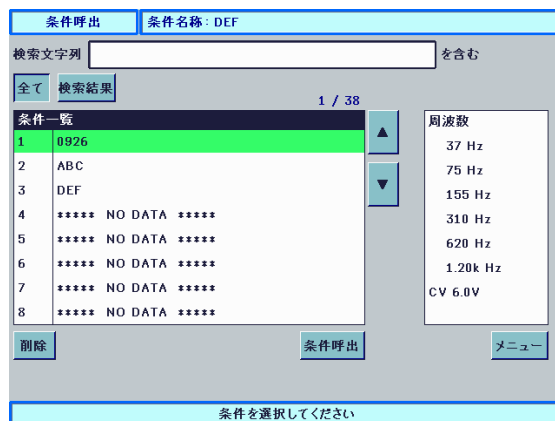 条件呼出
条件名称：DEF
検索文字列
を含む
全て
検索結果
1 / 38
条件一覧
1 0926
2 ABC
3 DEF
4 ***** NO DATA *****
5 ***** NO DATA *****
6 ***** NO DATA *****
7 ***** NO DATA *****
8 ***** NO DATA *****
▲
▼
周波数
37 Hz
75 Hz
155 Hz
310 Hz
620 Hz
1.20k Hz
CV 6.0V
削除
条件呼出
メニュー
条件を選択してください